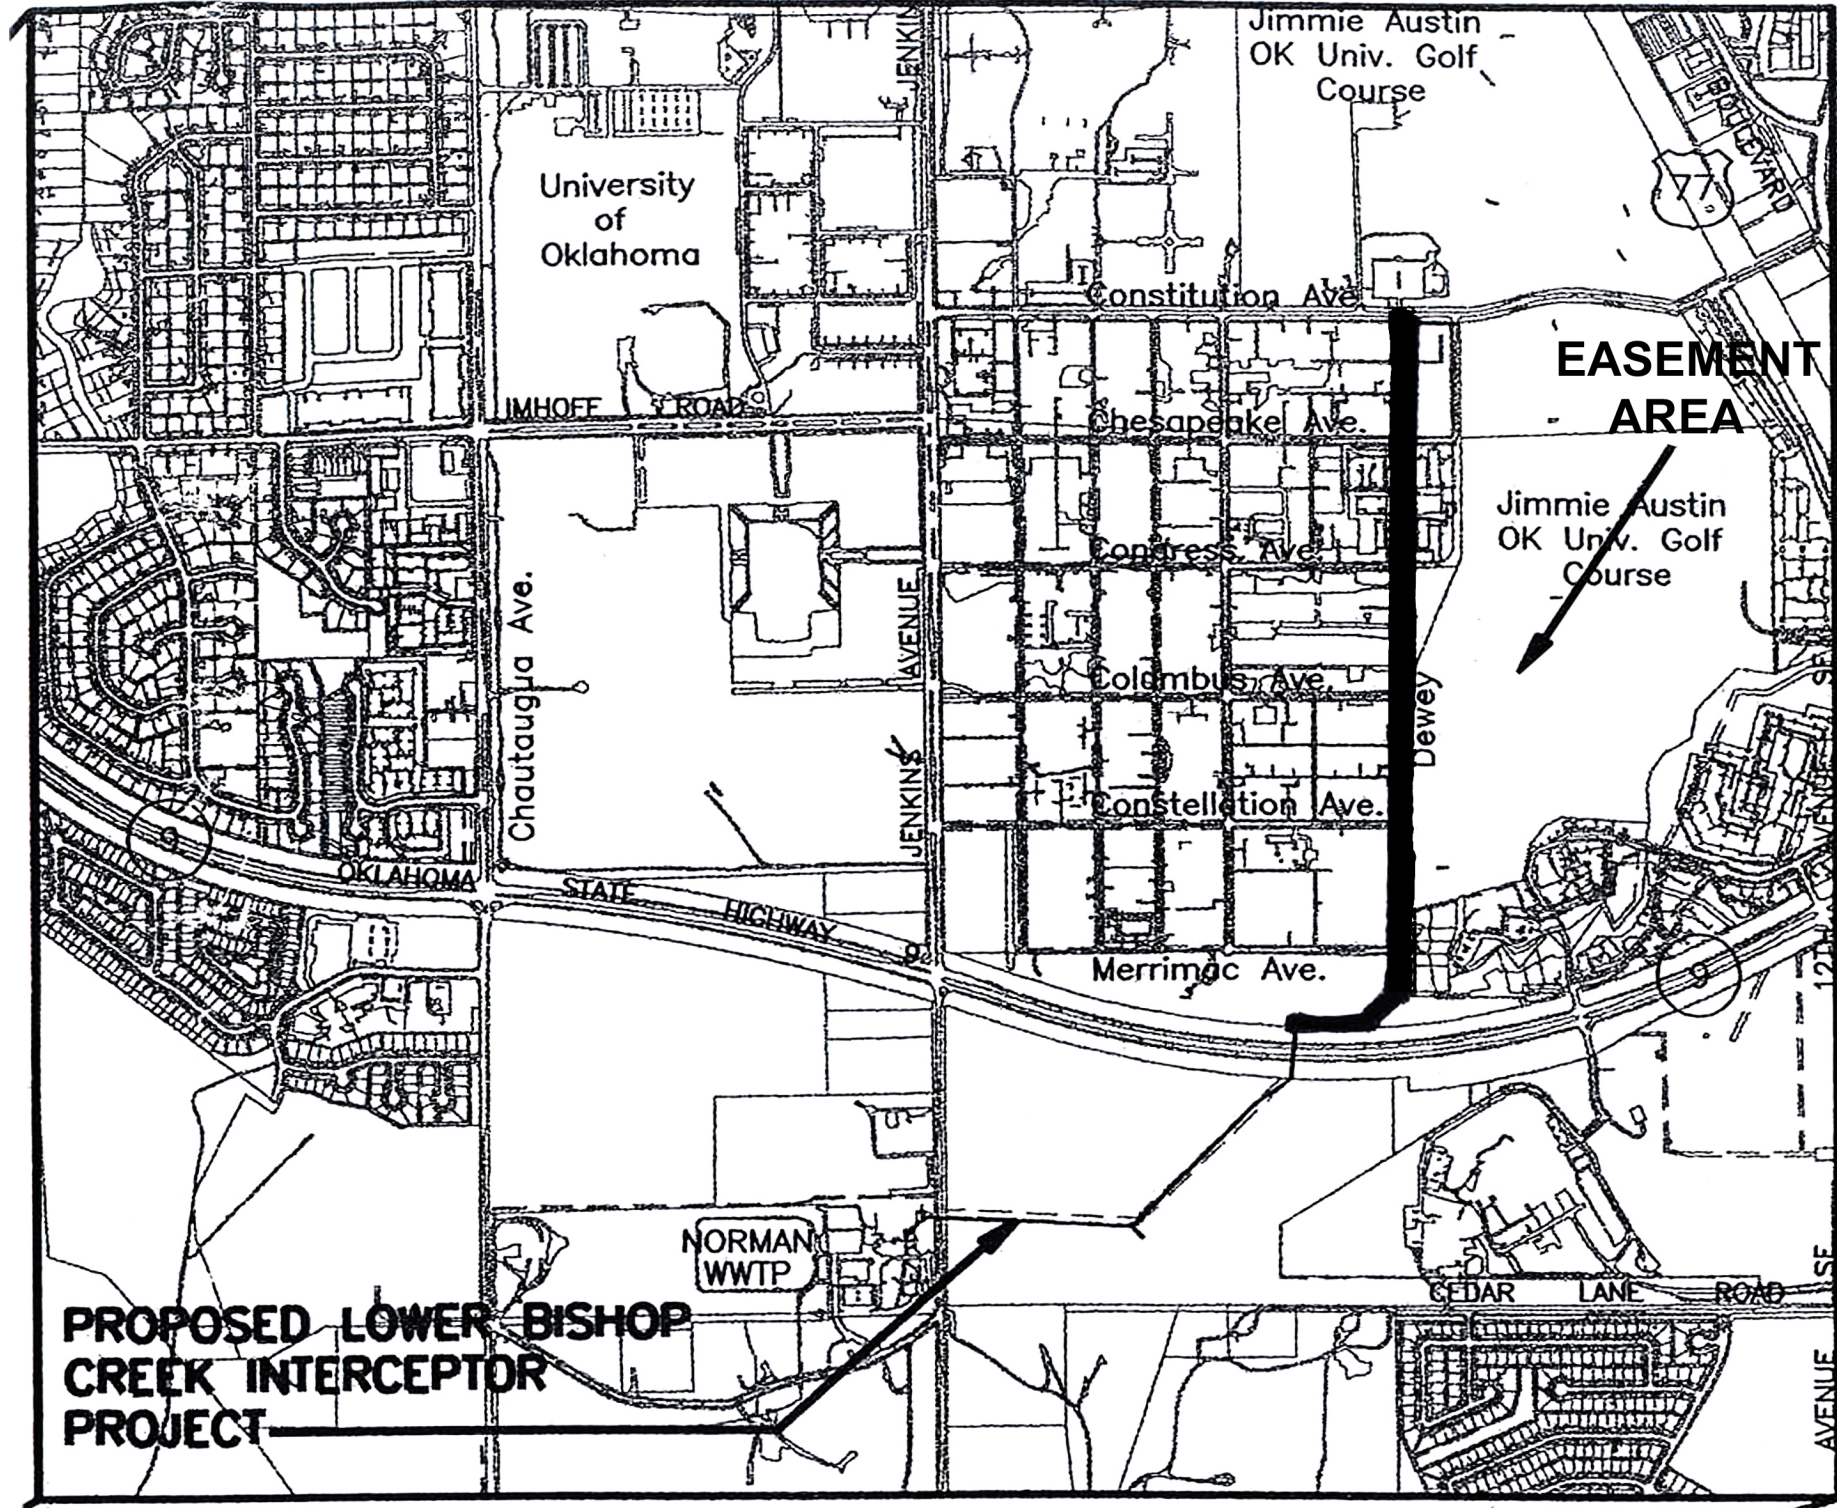 JENKIN
Jimmie Austin
OK Univ. Golf
Course
BOULEVARD
77
University
of
Oklahoma
Constitution Ave
EASEMENT
AREA
IMHOFF ROAD
Chesapeake Ave.
Jimmie Austin
OK Univ. Golf
Course
Congress Ave.
Chautauqua Ave.
AVENUE
Columbus Ave.
Dewey
JENKINS
Constellation Ave.
9
OKLAHOMA STATE HIGHWAY 9
Merrimac Ave.
9
12TH AVENUE SE
NORMAN
WWTP
CEDAR LANE ROAD
SE
AVENUE
PROPOSED LOWER BISHOP
CREEK INTERCEPTOR
PROJECT